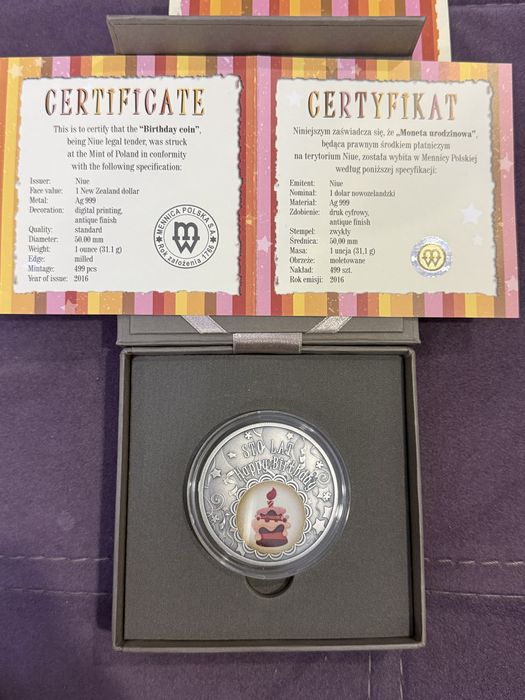 CERTIFICATE
This is to certify that the “Birthday coin”,
being Niue legal tender, was struck
at the Mint of Poland in conformity
with the following specification:
Issuer: Niue
Face value: 1 New Zealand dollar
Metal: Ag 999
Decoration: digital printing,
antique finish
Quality: standard
Diameter: 50,00 mm
Weight: 1 ounce (31.1 g)
Edge: milled
Mintage: 499 pcs
Year of issue: 2016
MENNICA POLSKA S.A.
Rok założenia 1766
CERTYFIKAT
Niniejszym zaświadcza się, że „Moneta urodzinowa”,
będąca prawnym środkiem płatniczym
na terytorium Niue, została wybita w Mennicy Polskiej
według poniższej specyfikacji:
Emitent: Niue
Nominał: 1 dolar nowozelandzki
Materiał: Ag 999
Zdobienie: druk cyfrowy,
antique finish
Stempel: zwykły
Średnica: 50,00 mm
Masa: 1 uncja (31,1 g)
Obrzeże: moletowane
Nakład: 499 szt.
Rok emisji: 2016
STO LAT
Happy Birthday